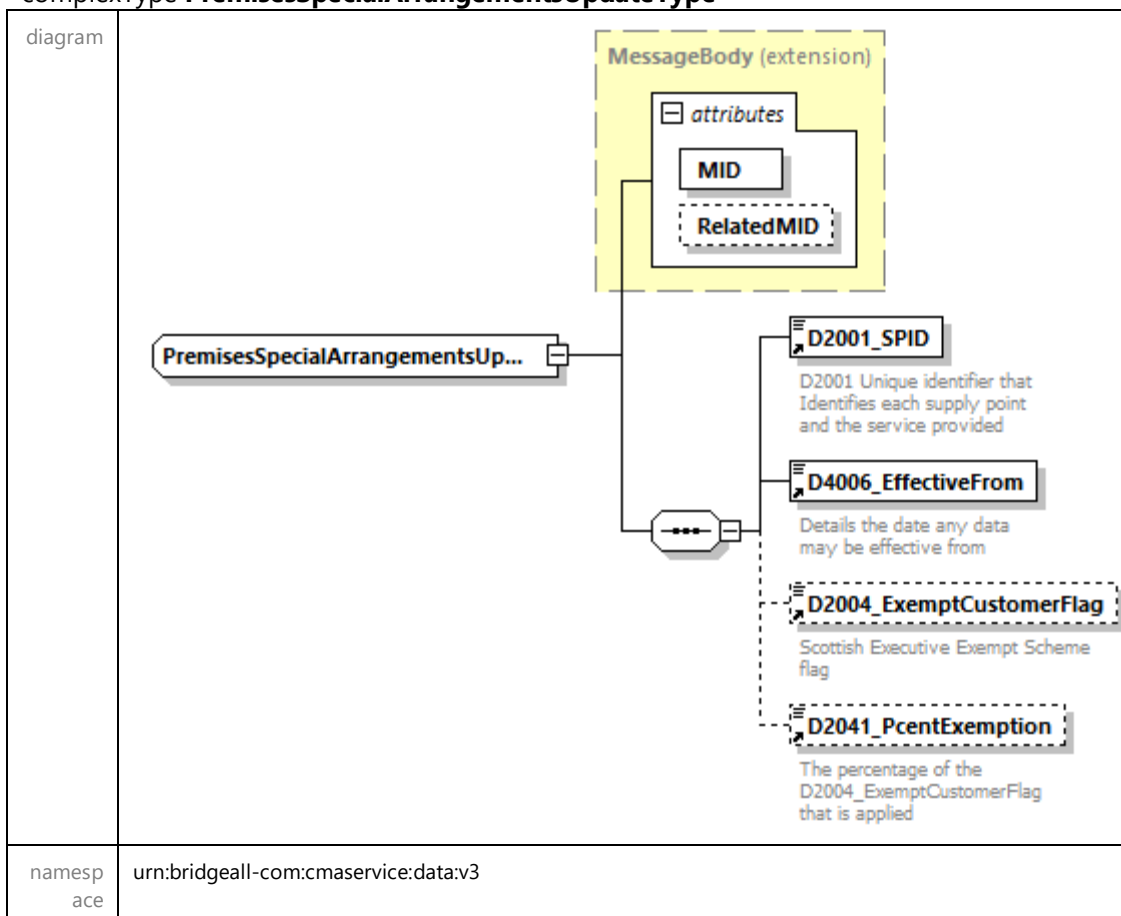 complexType PremisesSpecialArrangementsUpdateType
diagram
MessageBody (extension)
attributes
MID
RelatedMID
PremisesSpecialArrangementsUp...
D2001_SPID
D2001 Unique identifier that
Identifies each supply point
and the service provided
D4006_EffectiveFrom
Details the date any data
may be effective from
D2004_ExemptCustomerFlag
Scottish Executive Exempt Scheme
flag
D2041_PcentExemption
The percentage of the
D2004_ExemptCustomerFlag
that is applied
namesp
ace
urn:bridgeall-com:cmaservice:data:v3